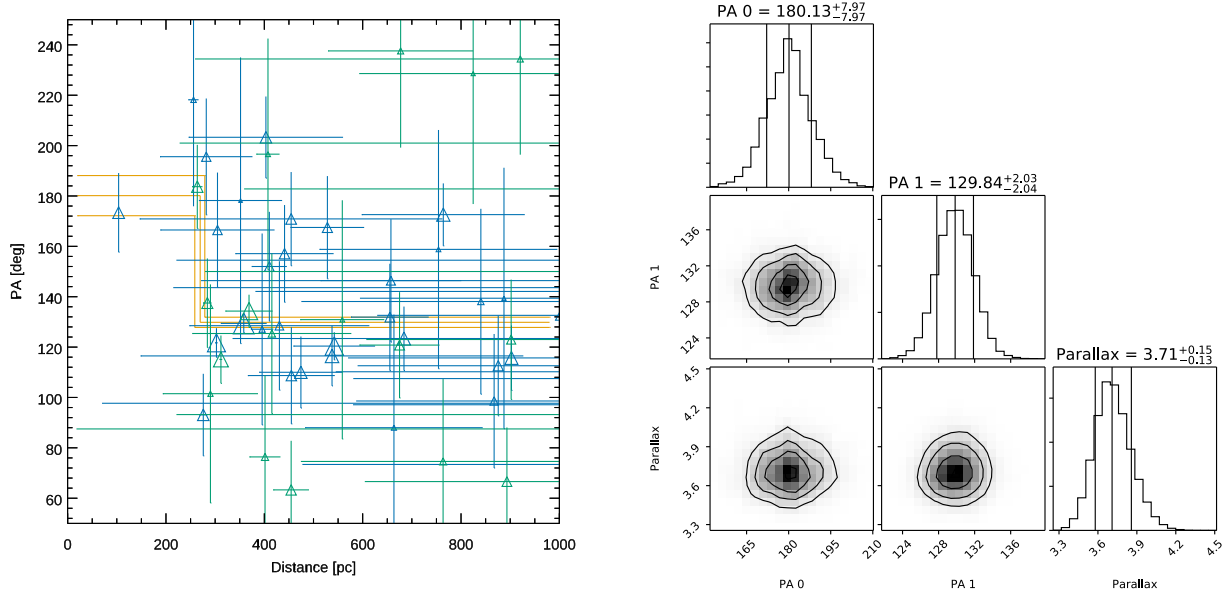 240
220
200
180
160
140
120
100
80
60
PA [deg]
0 200 400 600 800 1000
Distance [pc]
PA 0 = 180.13+7.97−7.97
PA 1 = 129.84+2.03−2.04
136
132
128
124
PA 1
Parallax = 3.71+0.15−0.13
4.5
4.2
3.9
3.6
3.3
Parallax
165 180 195 210 124 128 132 136 3.3 3.6 3.9 4.2 4.5
PA 0 PA 1 Parallax